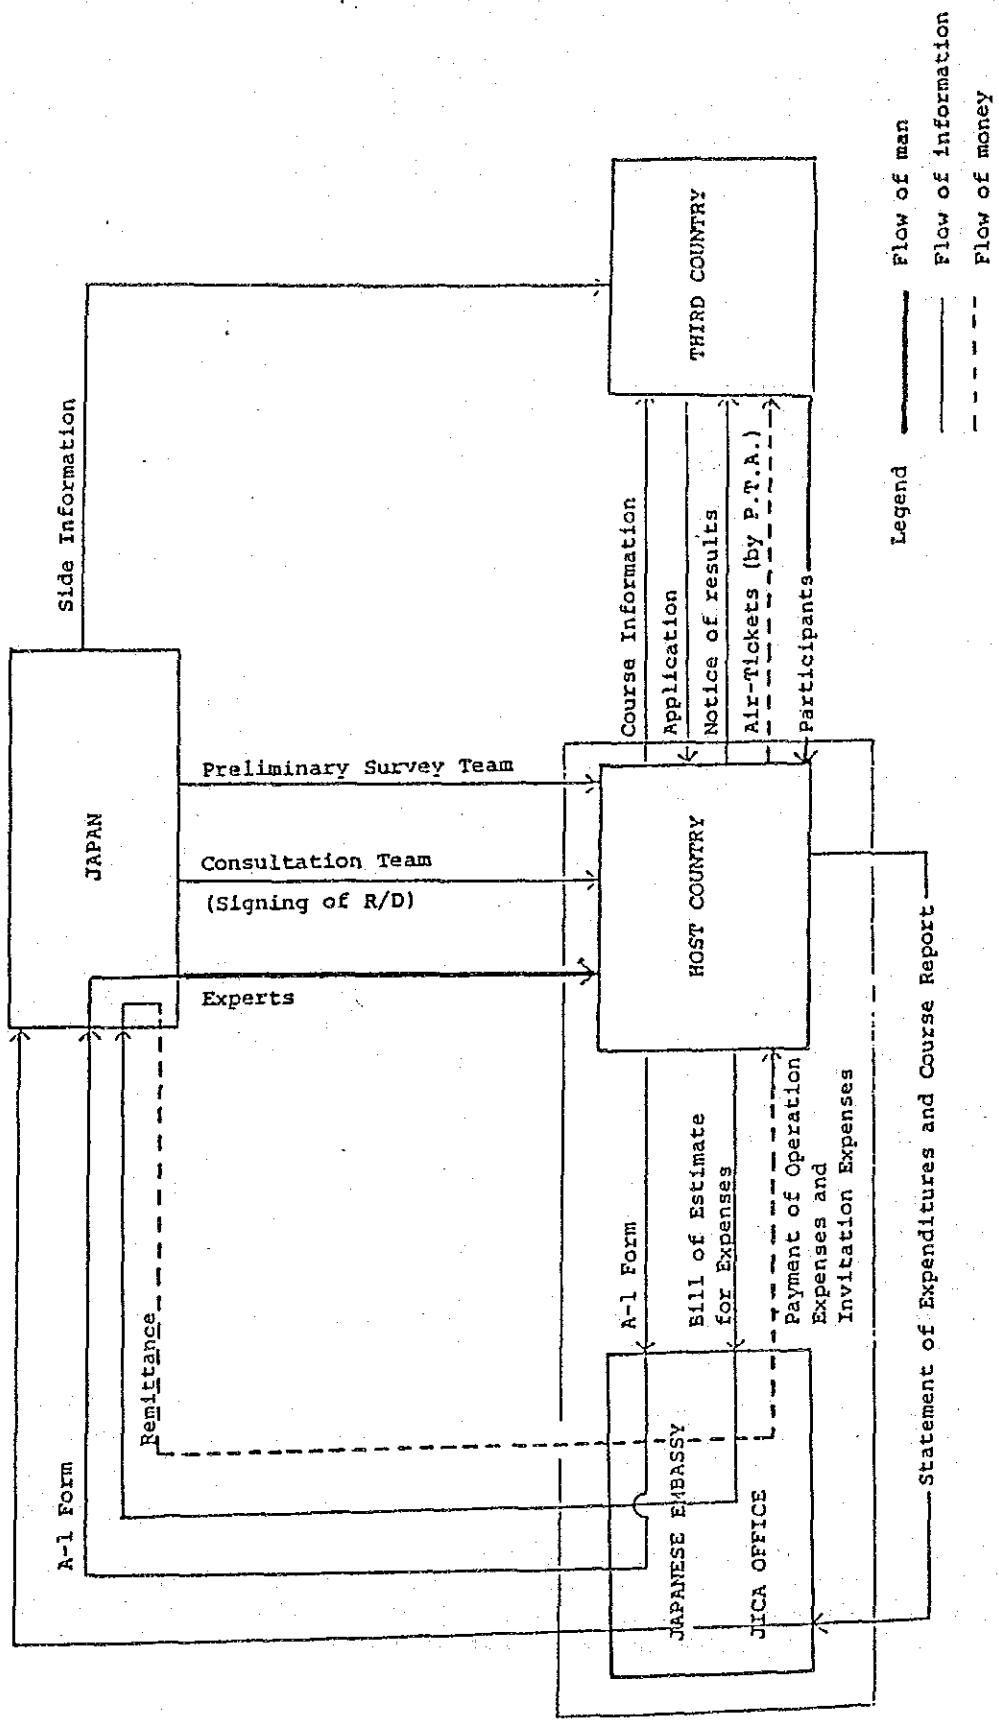 Side Information
JAPAN
Preliminary Survey Team
Consultation Team
(Signing of R/D)
Experts
Remittance
A-1 Form
THIRD COUNTRY
Course Information
Application
Notice of results
Air-Tickets (by P.T.A.)
Participants
HOST COUNTRY
A-1 Form
Bill of Estimate
for Expenses
Payment of Operation
Expenses and
Invitation Expenses
JAPANESE EMBASSY
JICA OFFICE
Statement of Expenditures and Course Report
Legend
Flow of man
Flow of information
Flow of money